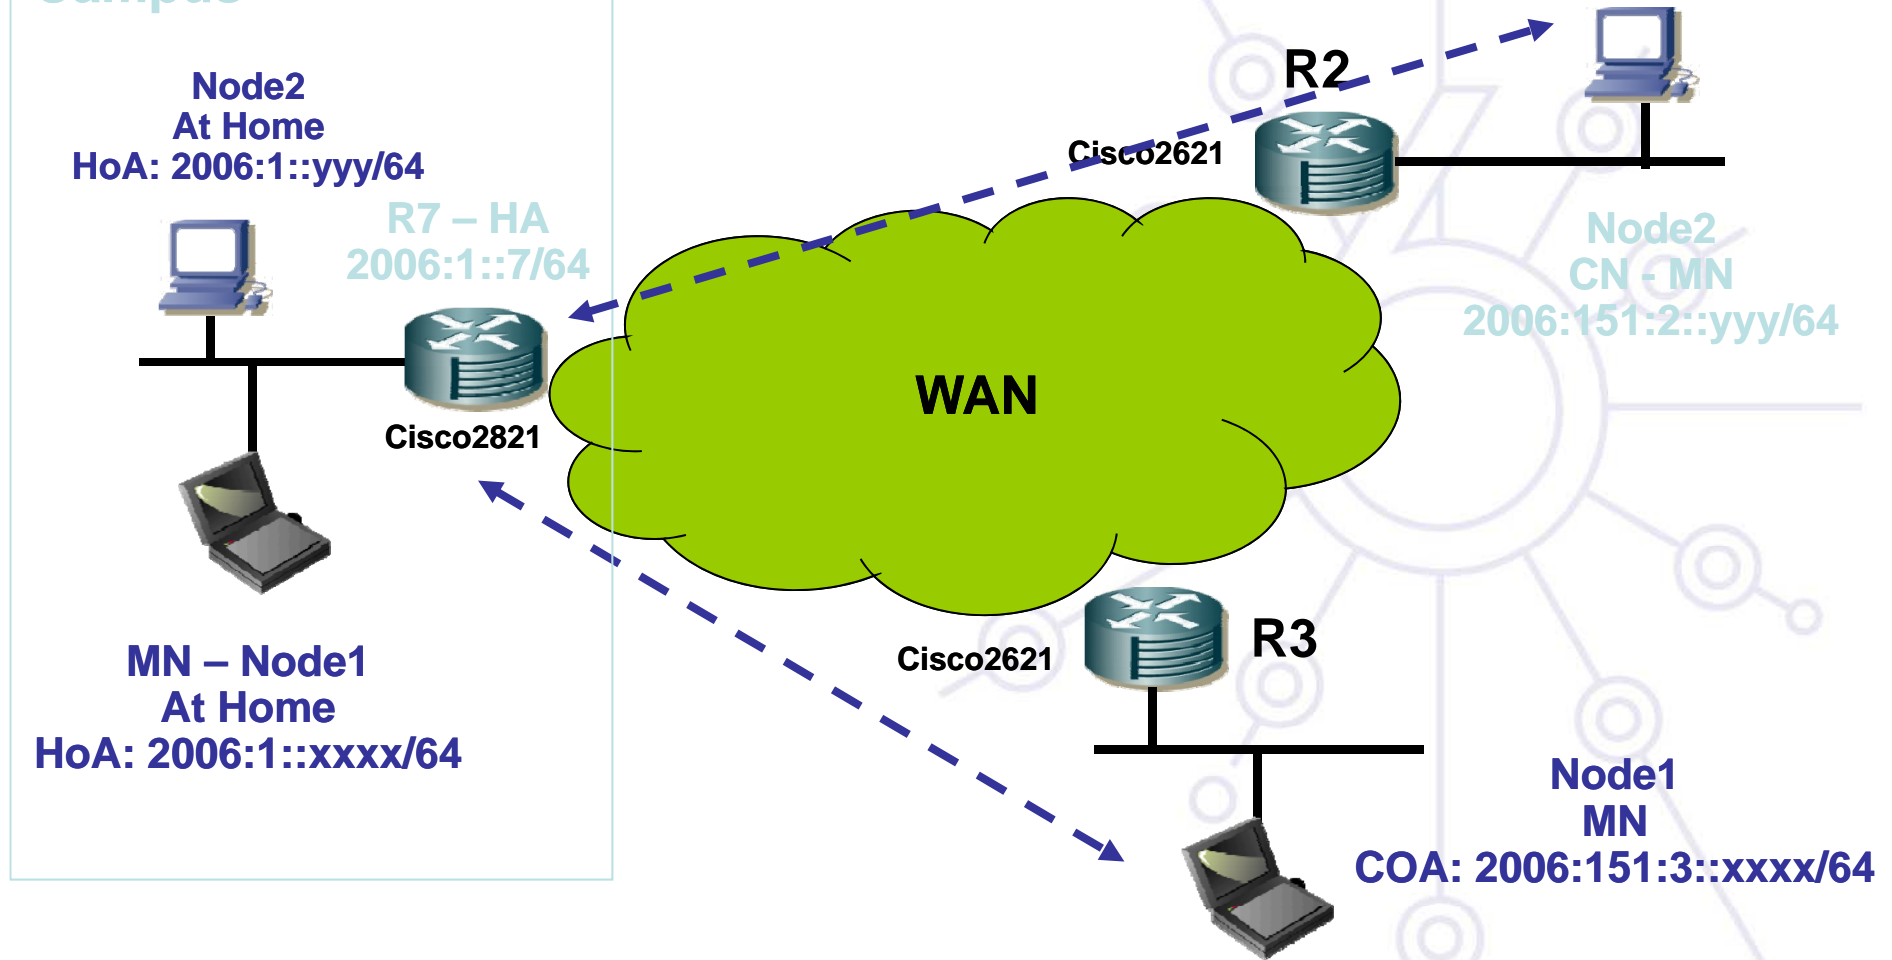 Campus
Node2
At Home
HoA: 2006:1::yyy/64
R7 – HA
2006:1::7/64
Cisco2821
MN – Node1
At Home
HoA: 2006:1::xxxx/64
WAN
R2
Cisco2621
Node2
CN - MN
2006:151:2::yyy/64
Cisco2621
R3
Node1
MN
COA: 2006:151:3::xxxx/64